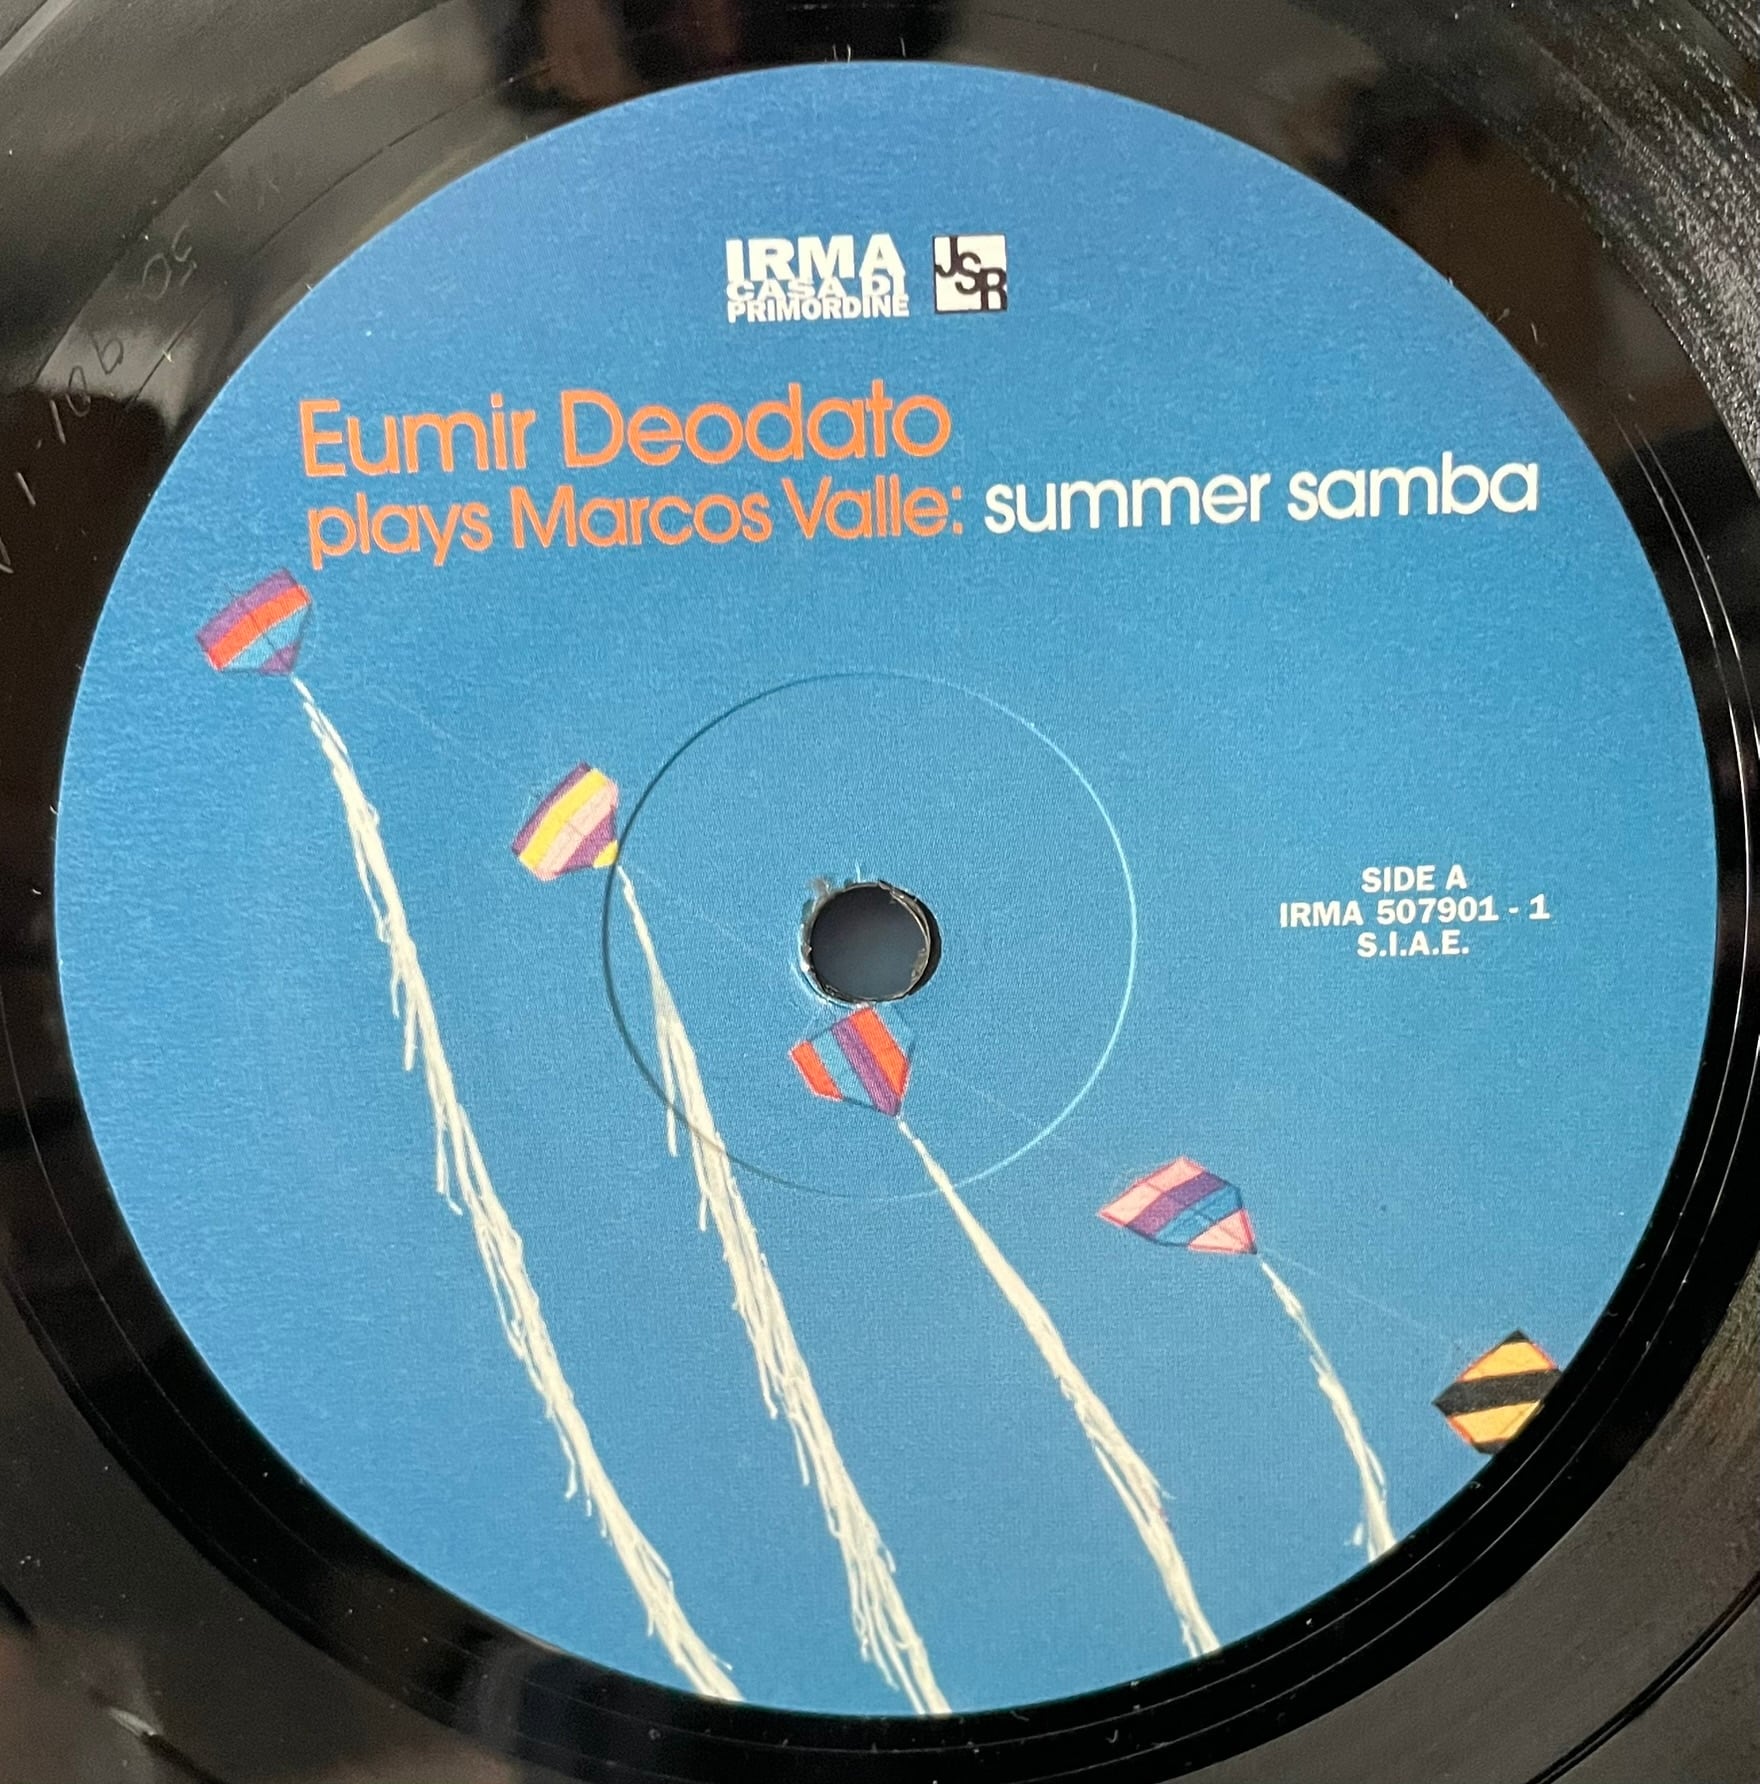 IRMA
CASA DI
PRIMORDINE
JSR
Eumir Deodato
plays Marcos Valle: summer samba
SIDE A
IRMA 507901 - 1
S.I.A.E.